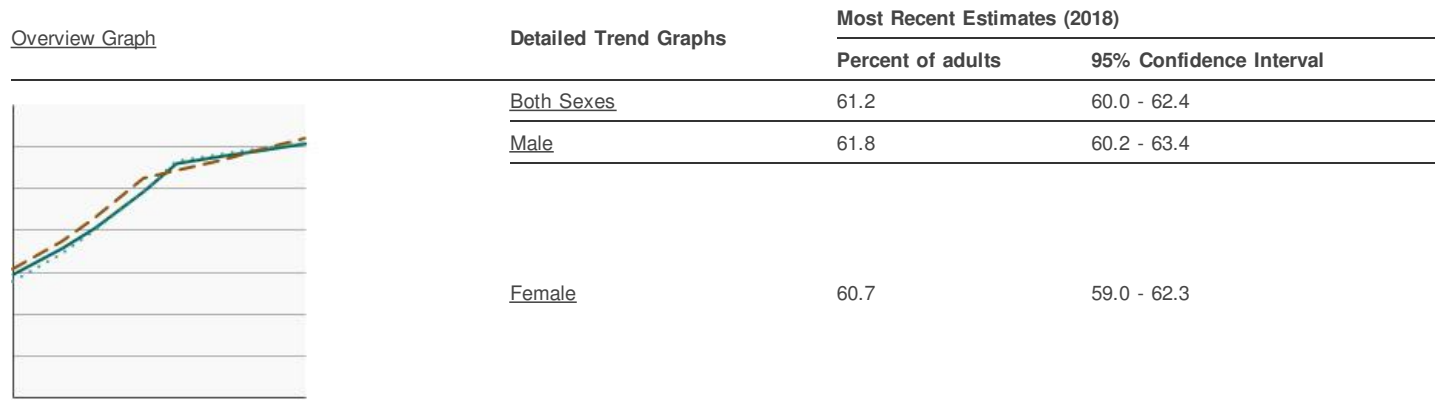 Overview Graph Detailed Trend Graphs Most Recent Estimates (2018)
Percent of adults 95% Confidence Interval
Both Sexes 61.2 60.0 - 62.4
Male 61.8 60.2 - 63.4
Female 60.7 59.0 - 62.3